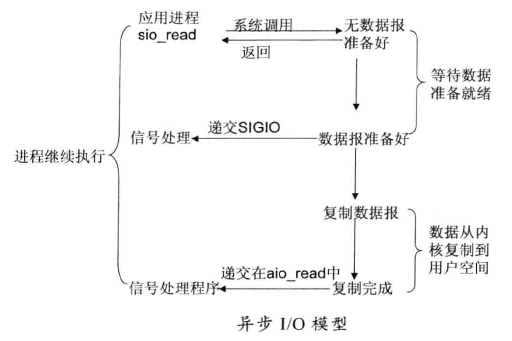 应用进程
sio_read
系统调用
返回
无数据报
准备好
等待数据
准备就绪
信号处理
递交SIGIO
数据报准备好
进程继续执行
复制数据报
数据从内
核复制到
用户空间
信号处理程序
递交在aio_read中
复制完成
异步 I/O 模型